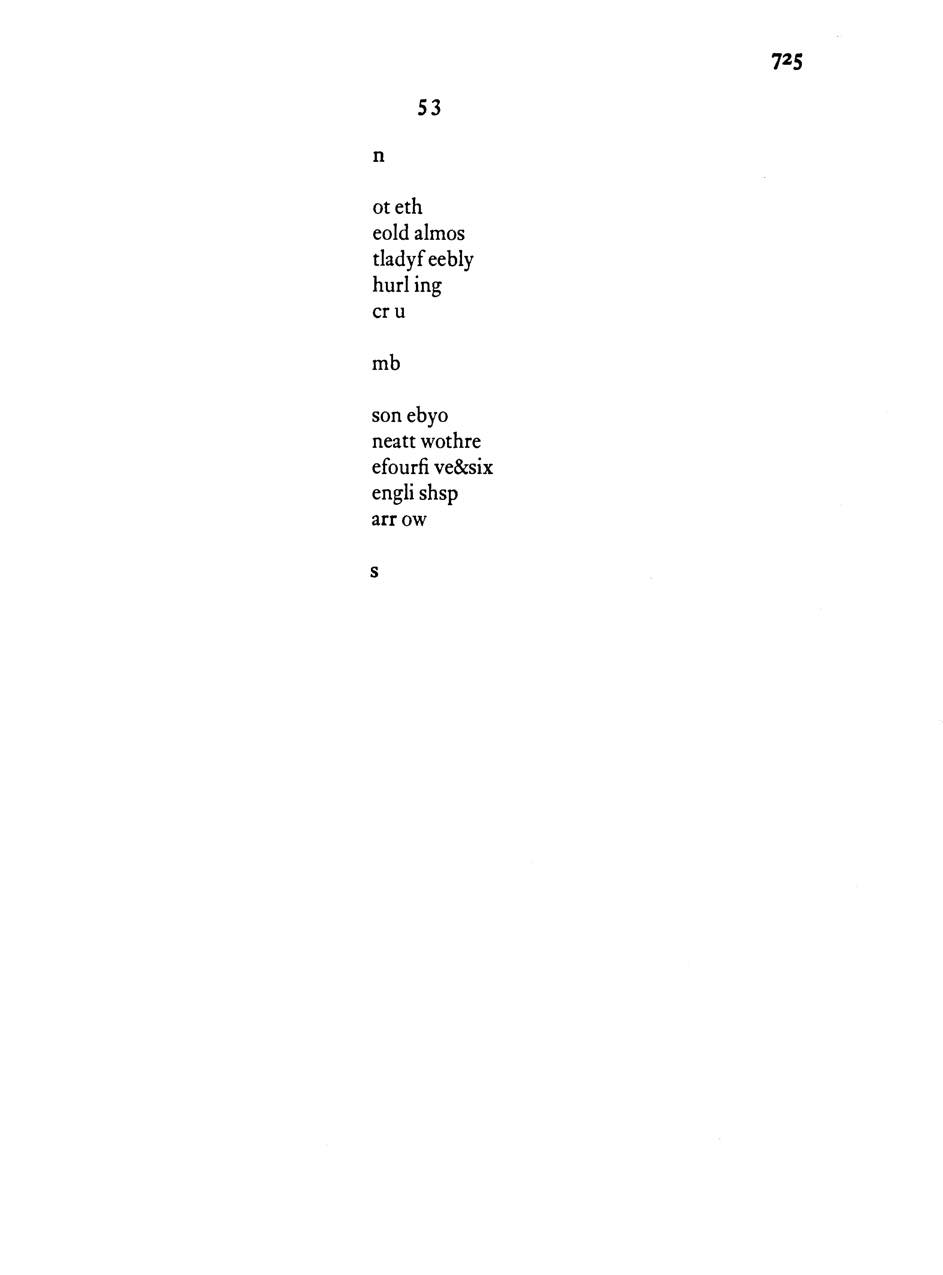 725
53
n
ot eth
eold almos
tladyf eebly
hurl ing
cr u
mb
son ebyo
neatt wothre
efourfi ve&six
engli shsp
arr ow
s